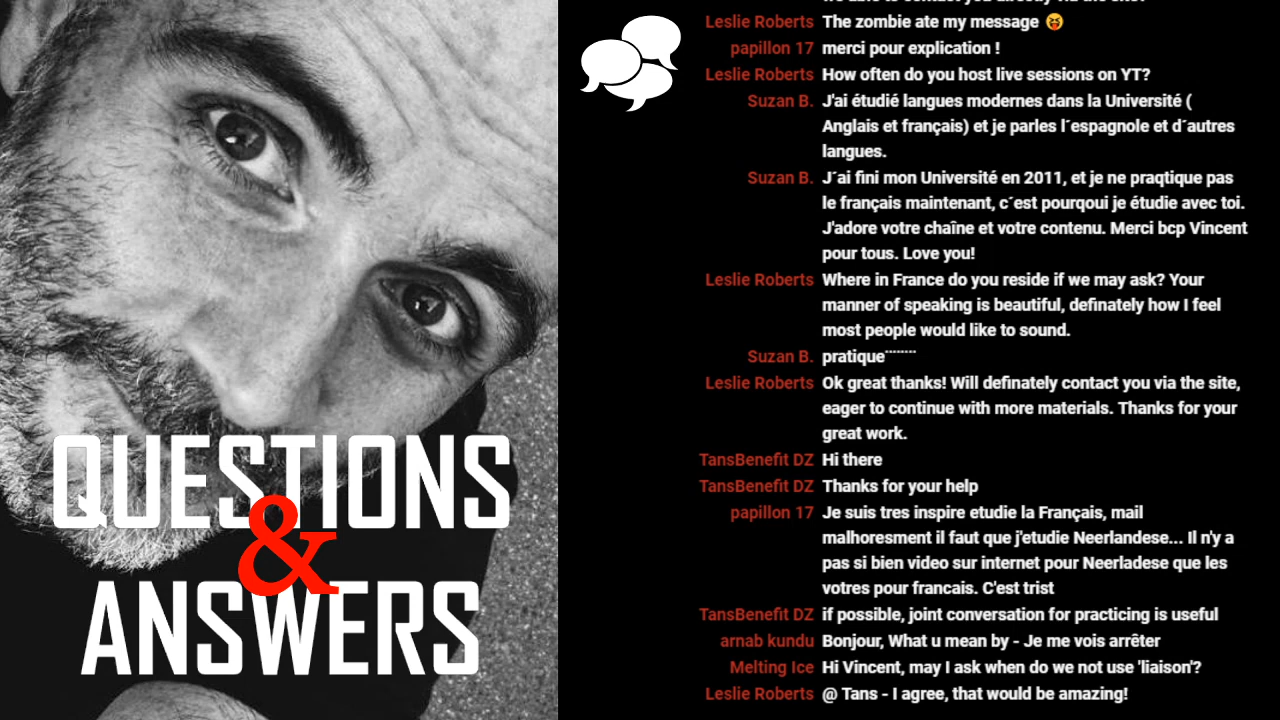 QUESTIONS
&
ANSWERS
Leslie Roberts The zombie ate my message 😝
papillon 17 merci pour explication !
Leslie Roberts How often do you host live sessions on YT?
Suzan B. J'ai étudié langues modernes dans la Université (
Anglais et français) et je parles l´espagnole et d´autres
langues.
Suzan B. J´ai fini mon Université en 2011, et je ne praqtique pas
le français maintenant, c´est pourqoui je étudie avec toi.
J'adore votre chaîne et votre contenu. Merci bcp Vincent
pour tous. Love you!
Leslie Roberts Where in France do you reside if we may ask? Your
manner of speaking is beautiful, definately how I feel
most people would like to sound.
Suzan B. pratique¨¨¨¨
Leslie Roberts Ok great thanks! Will definately contact you via the site,
eager to continue with more materials. Thanks for your
great work.
TansBenefit DZ Hi there
TansBenefit DZ Thanks for your help
papillon 17 Je suis tres inspire etudie la Français, mail
malhoresment il faut que j'etudie Neerlandese... Il n'y a
pas si bien video sur internet pour Neerladese que les
votres pour francais. C'est trist
TansBenefit DZ if possible, joint conversation for practicing is useful
arnab kundu Bonjour, What u mean by - Je me vois arrêter
Melting Ice Hi Vincent, may I ask when do we not use 'liaison'?
Leslie Roberts @ Tans - I agree, that would be amazing!